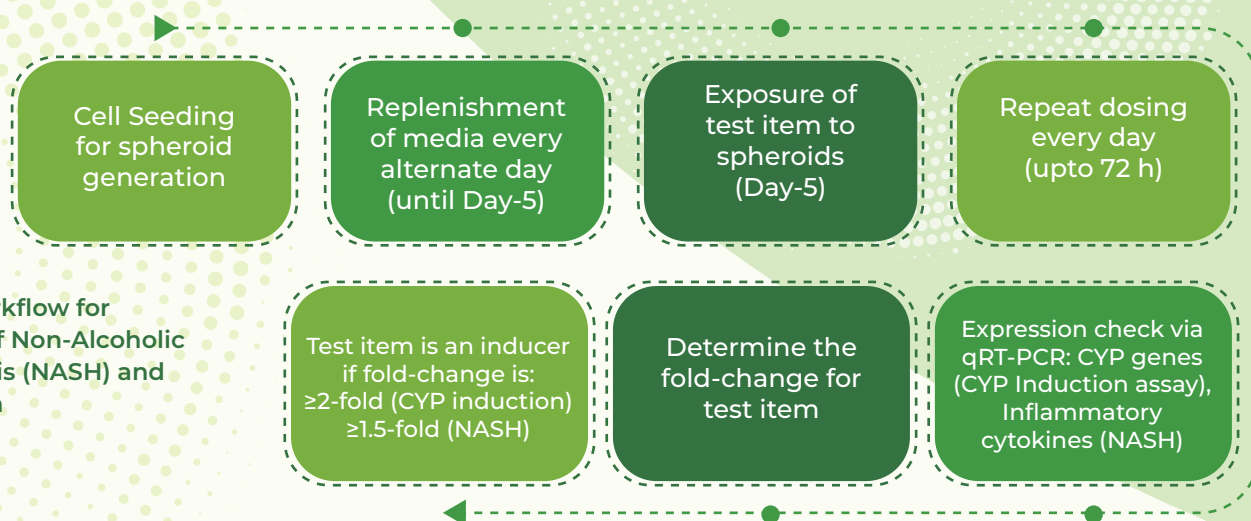 Cell Seeding
for spheroid
generation
Replenishment
of media every
alternate day
(until Day-5)
Exposure of
test item to
spheroids
(Day-5)
Repeat dosing
every day
(upto 72 h)
for
Non-Alcoholic
(NASH) and
Test item is an inducer
if fold-change is:
≥2-fold (CYP induction)
≥1.5-fold (NASH)
Determine the
fold-change for
test item
Expression check via
qRT-PCR: CYP genes
(CYP Induction assay),
Inflammatory
cytokines (NASH)